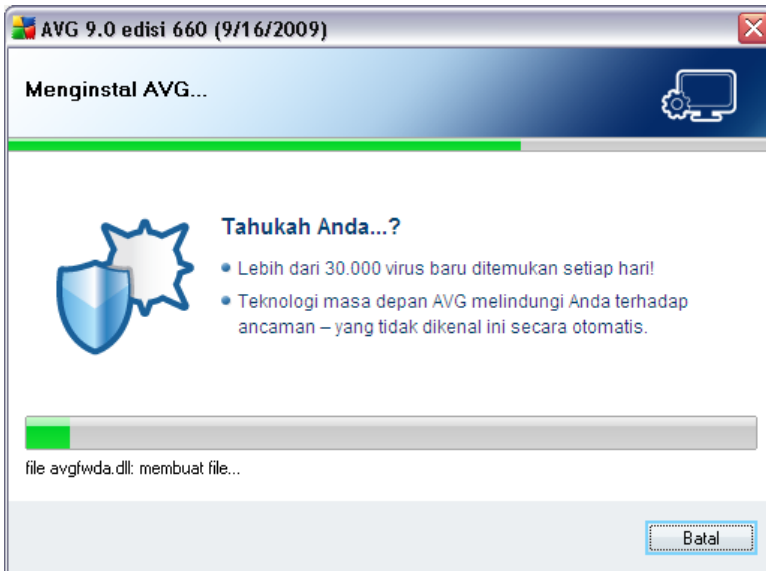 AVG 9.0 edisi 660 (9/16/2009)
Menginstal AVG...
Tahukah Anda...?
Lebih dari 30.000 virus baru ditemukan setiap hari!
Teknologi masa depan AVG melindungi Anda terhadap
ancaman – yang tidak dikenal ini secara otomatis.
file avgfwda.dll: membuat file...
Batal